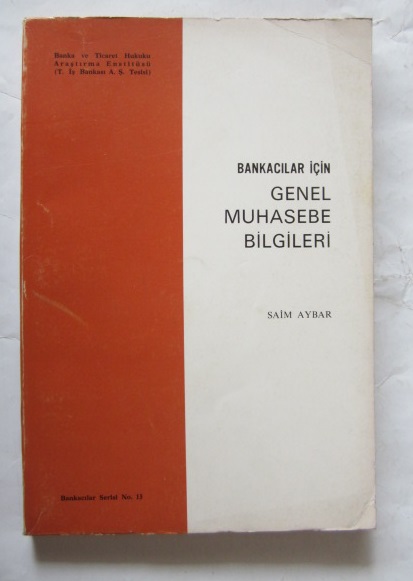 Banka ve Ticaret Hukuku
Araştırma Enstitüsü
(T. İş Bankası A. Ş. Tesisi)
BANKACILAR İÇİN
GENEL
MUHASEBE
BİLGİLERİ
SAİM AYBAR
Bankacılar Serisi No. 13